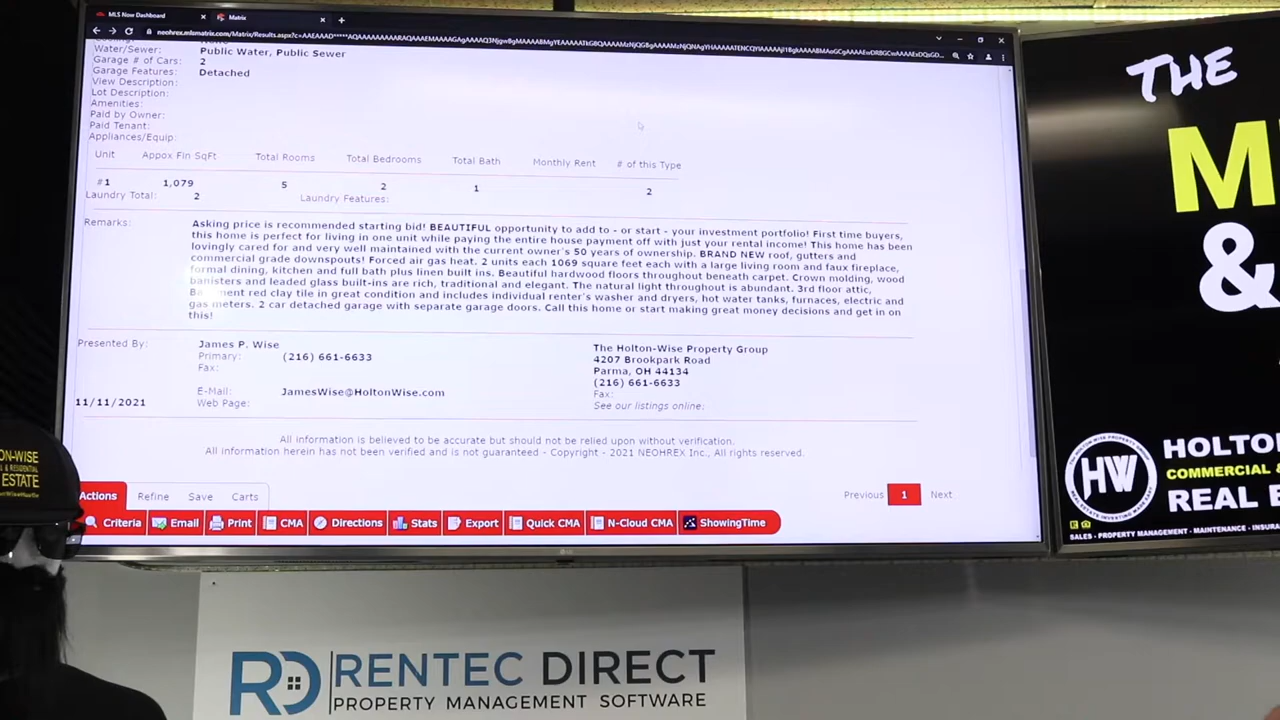 MLS Now Dashboard
Matrix
Water/Sewer: Public Water, Public Sewer
Garage # of Cars: 2
Garage Features: Detached
View Description:
Lot Description:
Amenities:
Paid by Owner:
Paid Tenant:
Appliances/Equip:
Unit Appox Fin SqFt Total Rooms Total Bedrooms Total Bath Monthly Rent # of this Type
#1 1,079 5 2 1 2
Laundry Total: 2 Laundry Features:
Remarks: Asking price is recommended starting bid! BEAUTIFUL opportunity to add to - or start - your investment portfolio! First time buyers,
this home is perfect for living in one unit while paying the entire house payment off with just your rental income! This home has been
lovingly cared for and very well maintained with the current owner's 50 years of ownership. BRAND NEW roof, gutters and
commercial grade downspouts! Forced air gas heat. 2 units each 1069 square feet each with a large living room and faux fireplace,
formal dining, kitchen and full bath plus linen built ins. Beautiful hardwood floors throughout beneath carpet. Crown molding, wood
banisters and leaded glass built-ins are rich, traditional and elegant. The natural light throughout is abundant. 3rd floor attic,
red clay tile in great condition and includes individual renter's washer and dryers, hot water tanks, furnaces, electric and
gas meters. 2 car detached garage with separate garage doors. Call this home or start making great money decisions and get in on
this!
Presented By: James P. Wise The Holton-Wise Property Group
Primary: (216) 661-6633 4207 Brookpark Road
Fax: Parma, OH 44134
(216) 661-6633
E-Mail: JamesWise@HoltonWise.com Fax:
11/11/2021 Web Page: See our listings online:
All information is believed to be accurate but should not be relied upon without verification.
All information herein has not been verified and is not guaranteed - Copyright - 2021 NEOHREX Inc., All rights reserved.
Actions Refine Save Carts Previous 1 Next
Criteria Email Print CMA Directions Stats Export Quick CMA N-Cloud CMA ShowingTime
THE
M
&
HW
HOLTO
COMMERCIAL &
REAL E
SALES - PROPERTY MANAGEMENT - MAINTENANCE - INSURA
ON-WISE
ESTATE
RD RENTEC DIRECT
PROPERTY MANAGEMENT SOFTWARE